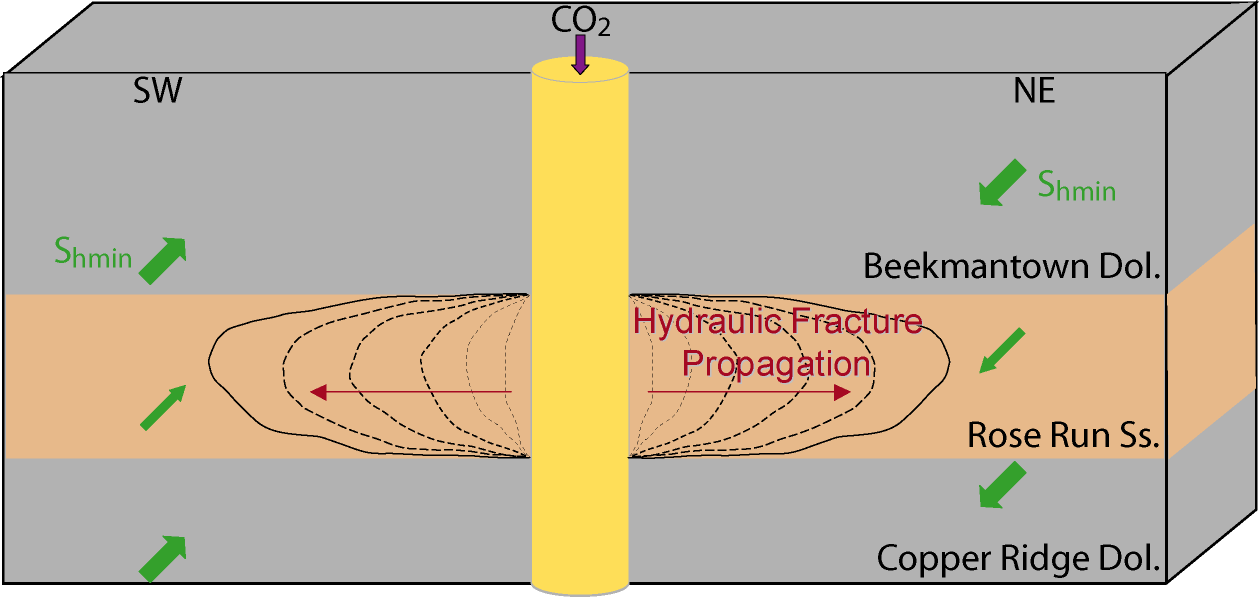 CO₂
SW
NE
Shmin
Shmin
Beekmantown Dol.
Hydraulic Fracture
Propagation
Rose Run Ss.
Copper Ridge Dol.